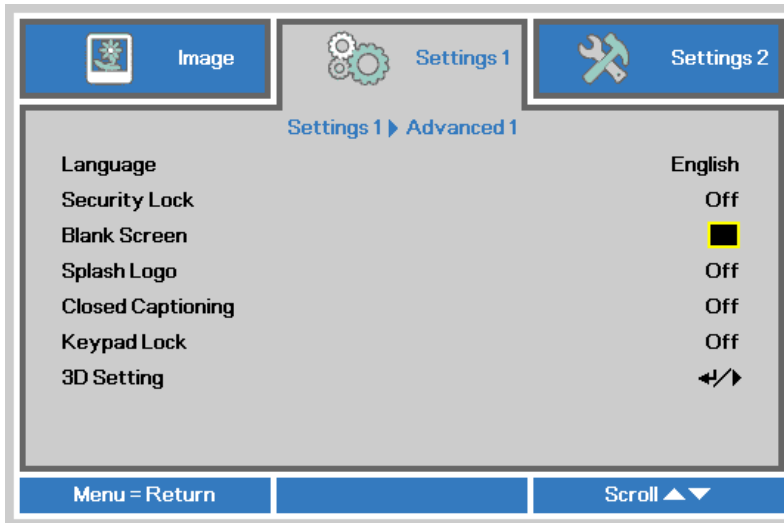 Image
Settings 1
Settings 2
Settings 1 ▶ Advanced 1
Language English
Security Lock Off
Blank Screen
Splash Logo Off
Closed Captioning Off
Keypad Lock Off
3D Setting ↵/▶
Menu = Return
Scroll ▲▼